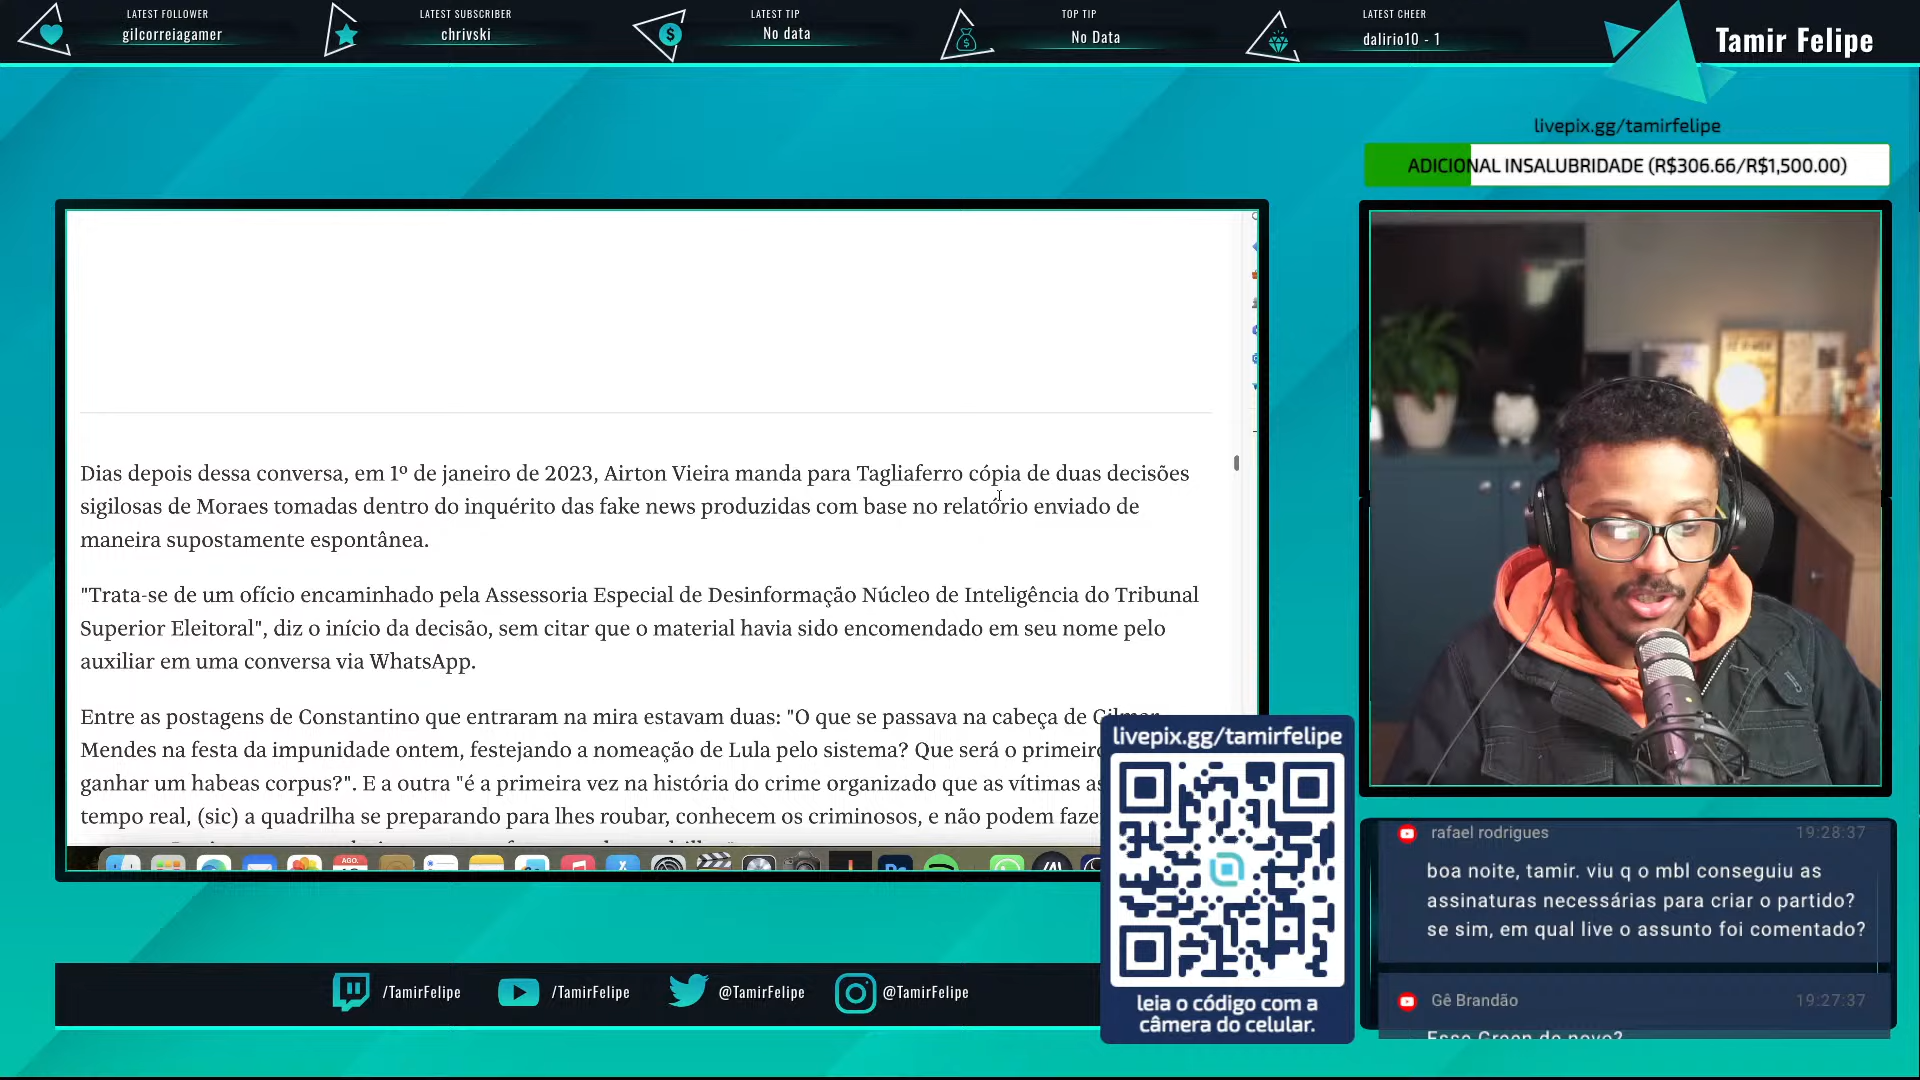 LATEST FOLLOWER
gilcorreiagamer
LATEST SUBSCRIBER
chrivski
LATEST TIP
No data
TOP TIP
No Data
LATEST CHEER
dalirio10 - 1
Tamir Felipe
livepix.gg/tamirfelipe
ADICIONAL INSALUBRIDADE (R$306.66/R$1,500.00)
Dias depois dessa conversa, em 1º de janeiro de 2023, Airton Vieira manda para Tagliaferro cópia de duas decisões
sigilosas de Moraes tomadas dentro do inquérito das fake news produzidas com base no relatório enviado de
maneira supostamente espontânea.
"Trata-se de um ofício encaminhado pela Assessoria Especial de Desinformação Núcleo de Inteligência do Tribunal
Superior Eleitoral", diz o início da decisão, sem citar que o material havia sido encomendado em seu nome pelo
auxiliar em uma conversa via WhatsApp.
Entre as postagens de Constantino que entraram na mira estavam duas: "O que se passava na cabeça de Gilmar
Mendes na festa da impunidade ontem, festejando a nomeação de Lula pelo sistema? Que será o primeiro
ganhar um habeas corpus?". E a outra "é a primeira vez na história do crime organizado que as vítimas as
tempo real, (sic) a quadrilha se preparando para lhes roubar, conhecem os criminosos, e não podem faze
AGO.
livepix.gg/tamirfelipe
leia o código com a
câmera do celular.
rafael rodrigues 19:28:37
boa noite, tamir. viu q o mbl conseguiu as
assinaturas necessárias para criar o partido?
se sim, em qual live o assunto foi comentado?
Gê Brandão 19:27:37
Esse Green de novo?
/TamirFelipe
/TamirFelipe
@TamirFelipe
@TamirFelipe